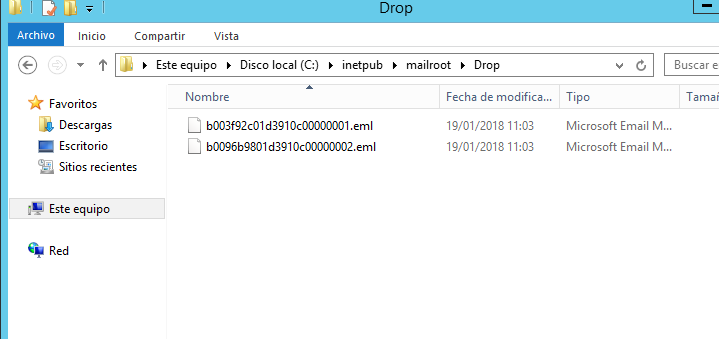 Drop
Archivo Inicio Compartir Vista
Este equipo Disco local (C:) inetpub mailroot Drop Buscar e
Nombre Fecha de modifica... Tipo Tamañ
Favoritos
Descargas
Escritorio
Sitios recientes
Este equipo
Red
b003f92c01d3910c00000001.eml 19/01/2018 11:03 Microsoft Email M...
b0096b9801d3910c00000002.eml 19/01/2018 11:03 Microsoft Email M...